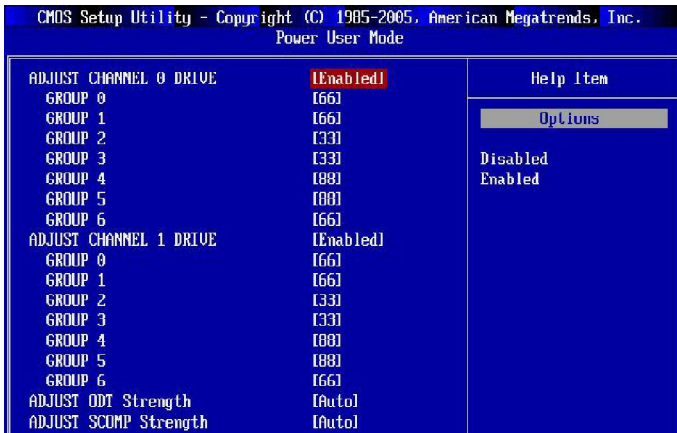 CMOS Setup Utility - Copyright (C) 1985-2005, American Megatrends, Inc.
Power User Mode
ADJUST CHANNEL 0 DRIVE [Enabled]
GROUP 0 [66]
GROUP 1 [66]
GROUP 2 [33]
GROUP 3 [33]
GROUP 4 [88]
GROUP 5 [88]
GROUP 6 [66]
ADJUST CHANNEL 1 DRIVE [Enabled]
GROUP 0 [66]
GROUP 1 [66]
GROUP 2 [33]
GROUP 3 [33]
GROUP 4 [88]
GROUP 5 [88]
GROUP 6 [66]
ADJUST ODT Strength [Auto]
ADJUST SCOMP Strength [Auto]
Help Item
Options
Disabled
Enabled